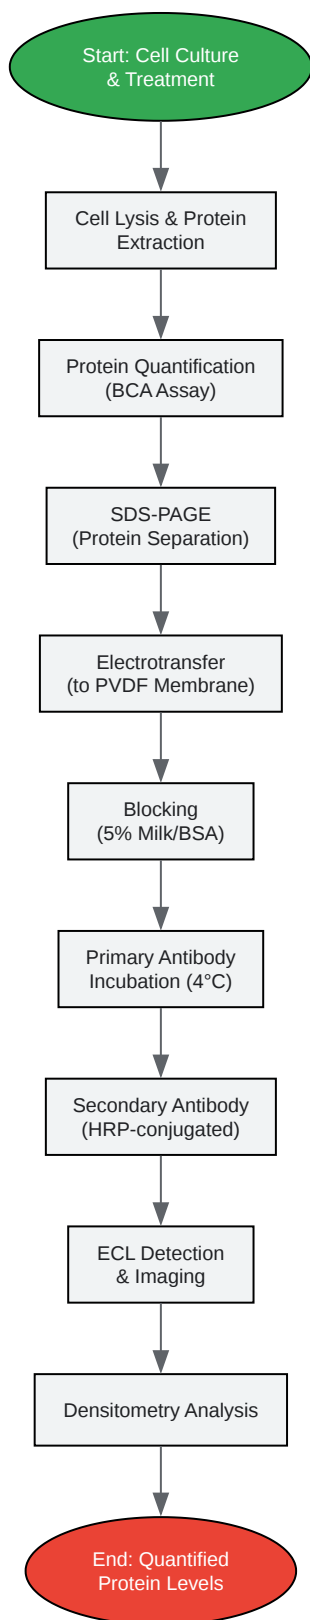 Start: Cell Culture
& Treatment
Cell Lysis & Protein
Extraction
Protein Quantification
(BCA Assay)
SDS-PAGE
(Protein Separation)
Electrotransfer
(to PVDF Membrane)
Blocking
(5% Milk/BSA)
Primary Antibody
Incubation (4°C)
Secondary Antibody
(HRP-conjugated)
ECL Detection
& Imaging
Densitometry Analysis
End: Quantified
Protein Levels